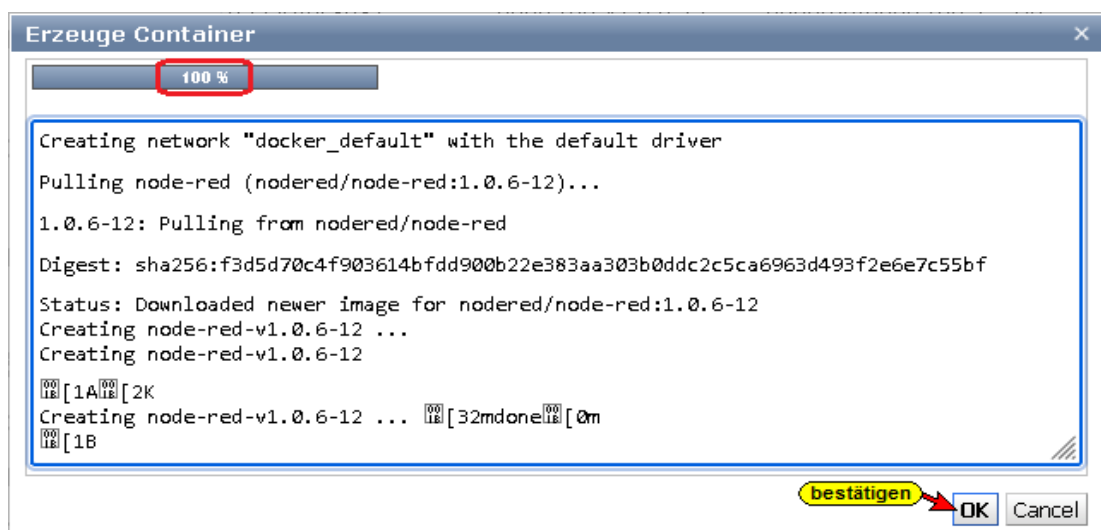 Erzeuge Container ×
100 %
Creating network "docker_default" with the default driver
Pulling node-red (nodered/node-red:1.0.6-12)...
1.0.6-12: Pulling from nodered/node-red
Digest: sha256:f3d5d70c4f903614bfdd900b22e383aa303b0ddc2c5ca6963d493f2e6e7c55bf
Status: Downloaded newer image for nodered/node-red:1.0.6-12
Creating node-red-v1.0.6-12 ...
Creating node-red-v1.0.6-12
[1A[2K
Creating node-red-v1.0.6-12 ... [32mdone[0m
[1B
bestätigen
OK Cancel